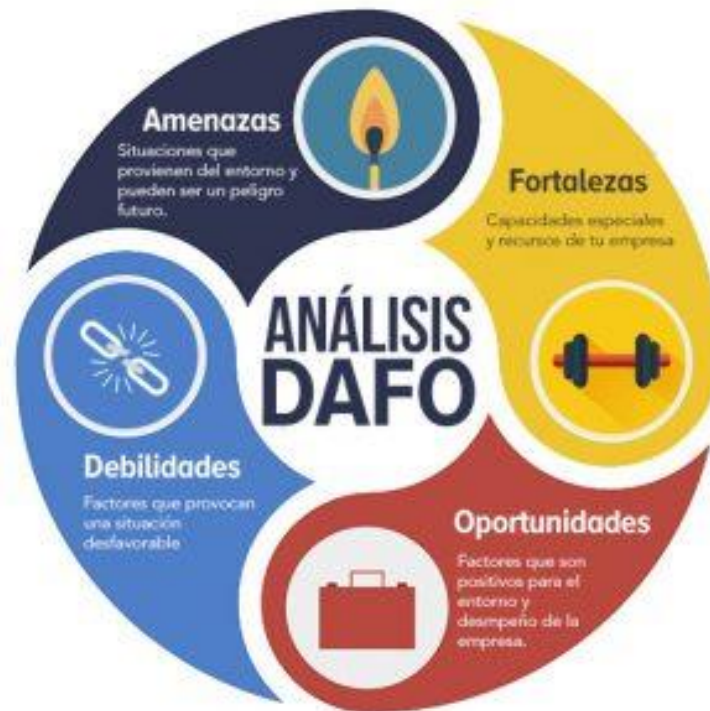 Amenazas
Situaciones que
provienen del entorno y
pueden ser un peligro
futuro.
Fortalezas
Capacidades especiales
y recursos de tu empresa
ANÁLISIS
DAFO
Debilidades
Factores que provocan
una situación
desfavorable
Oportunidades
Factores que son
positivos para el
entorno y
desmpeño de la
empresa.